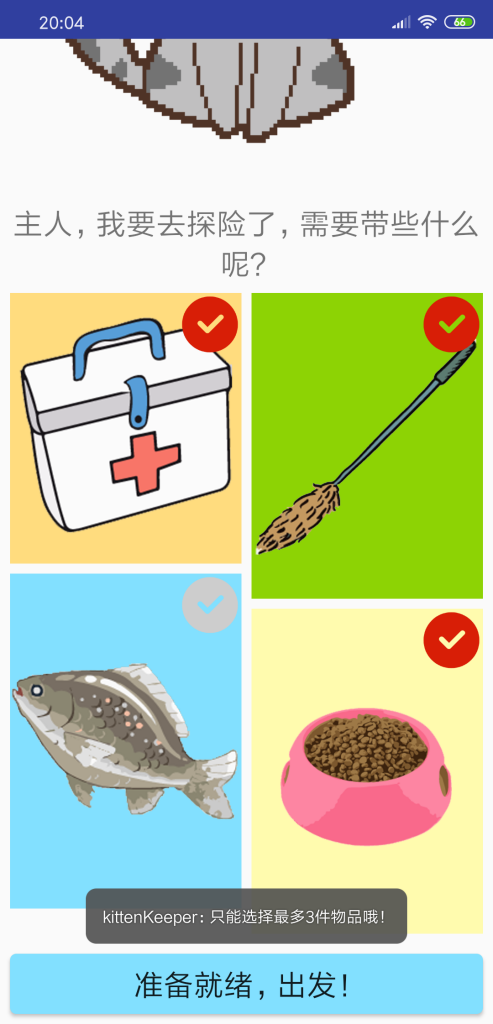 20:04
66
主人，我要去探险了，需要带些什么
呢？
kittenKeeper：只能选择最多3件物品哦！
准备就绪，出发！